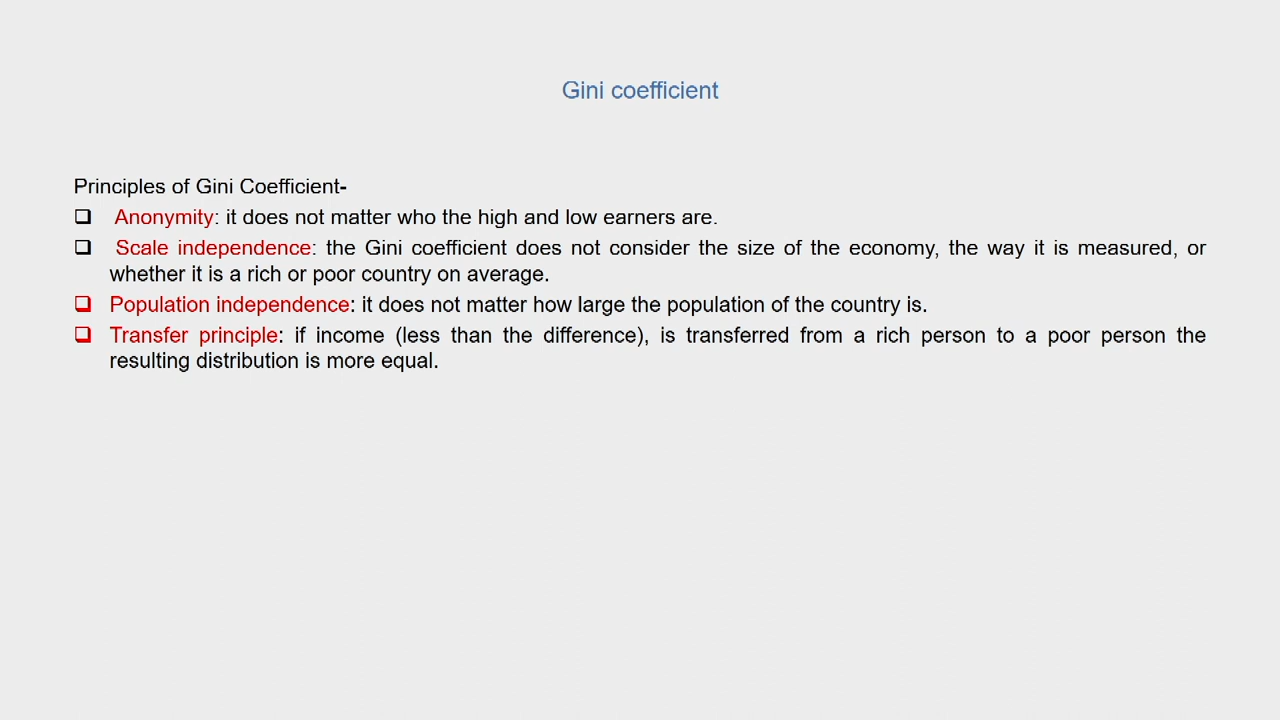 Gini coefficient
Principles of Gini Coefficient-
❑ Anonymity: it does not matter who the high and low earners are.
❑ Scale independence: the Gini coefficient does not consider the size of the economy, the way it is measured, or
whether it is a rich or poor country on average.
❑ Population independence: it does not matter how large the population of the country is.
❑ Transfer principle: if income (less than the difference), is transferred from a rich person to a poor person the
resulting distribution is more equal.